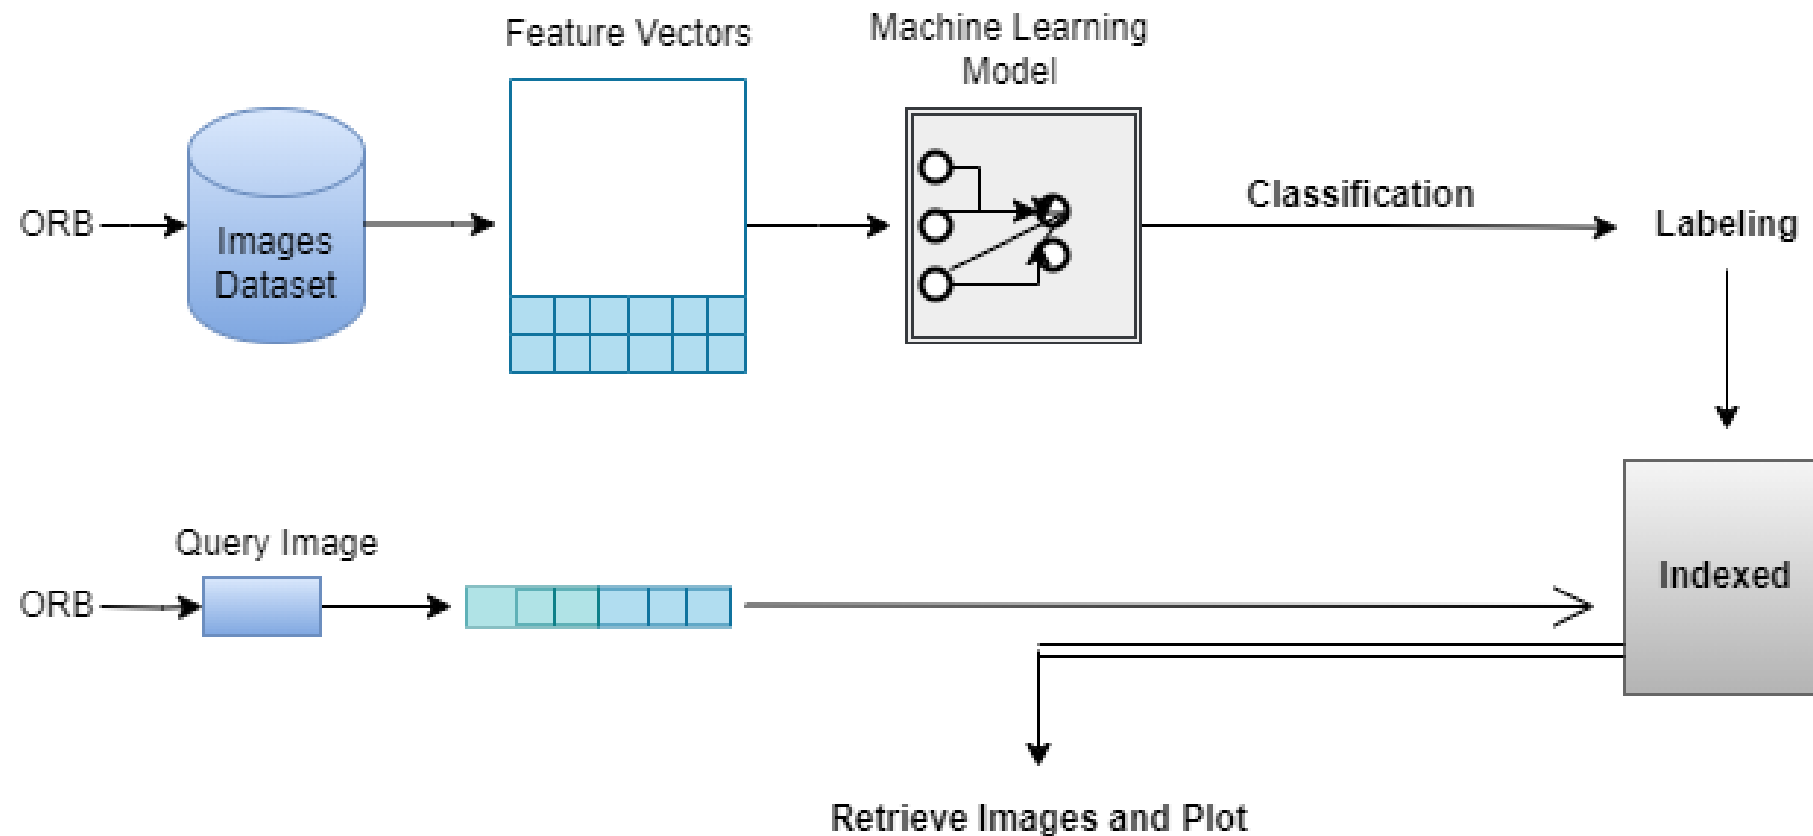 Feature Vectors
Machine Learning
Model
ORB
Images
Dataset
Classification
Labeling
Query Image
ORB
Indexed
Retrieve Images and Plot